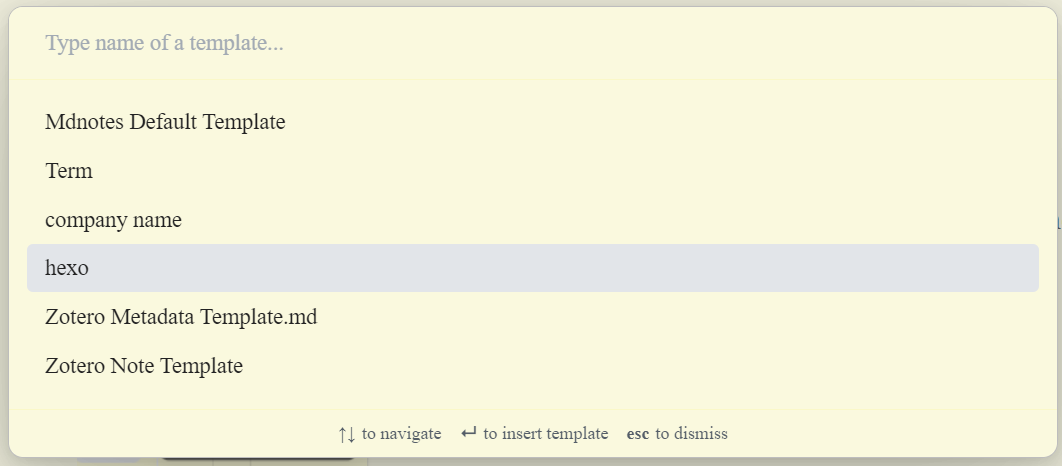 Type name of a template...
Mdnotes Default Template
Term
company name
hexo
Zotero Metadata Template.md
Zotero Note Template
↑↓ to navigate ↵ to insert template esc to dismiss